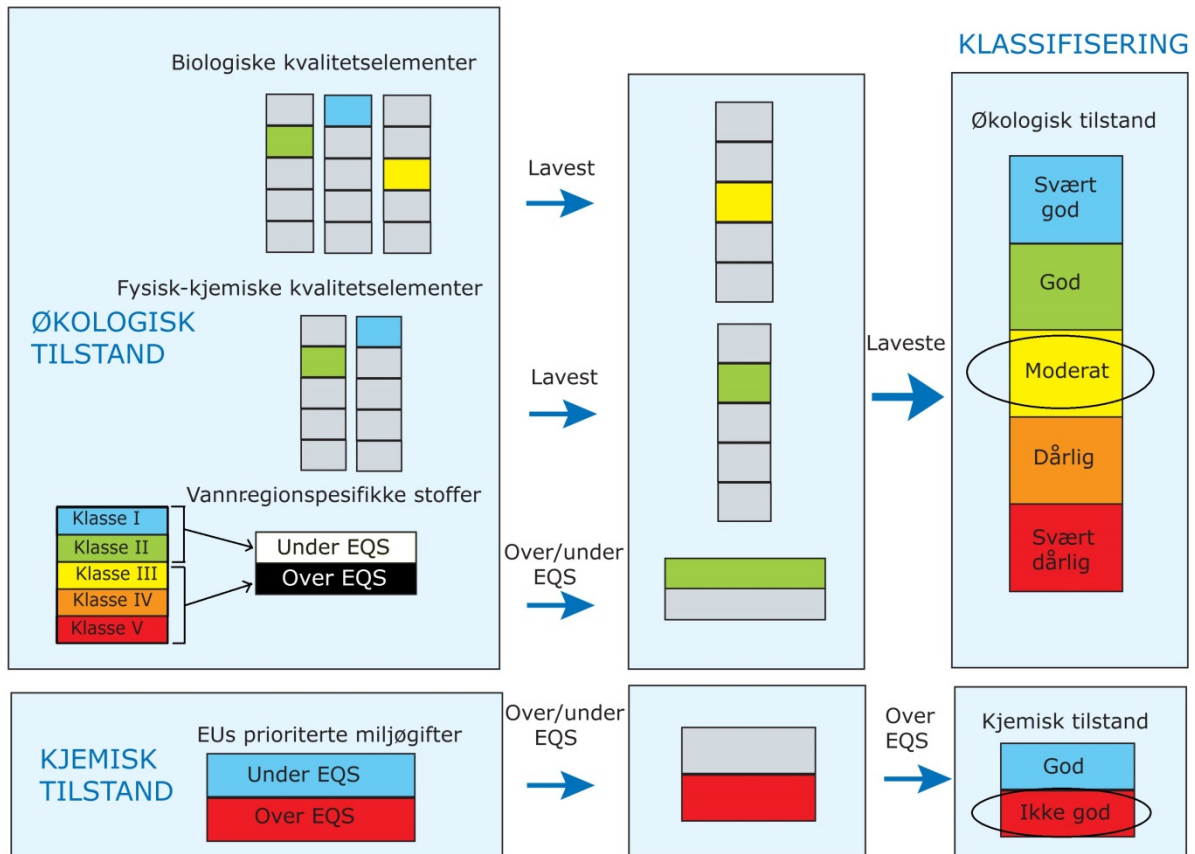 KLASSIFISERING
Biologiske kvalitetselementer
Lavest
Fysisk-kjemiske kvalitetselementer
ØKOLOGISK
TILSTAND
Lavest
Vannregionspesifikke stoffer
Klasse I
Klasse II
Klasse III
Klasse IV
Klasse V
Under EQS
Over EQS
Over/under
EQS
Laveste
Økologisk tilstand
Svært
god
God
Moderat
Dårlig
Svært
dårlig
KJEMISK
TILSTAND
EUs prioriterte miljøgifter
Under EQS
Over EQS
Over/under
EQS
Over
EQS
Kjemisk tilstand
God
Ikke god